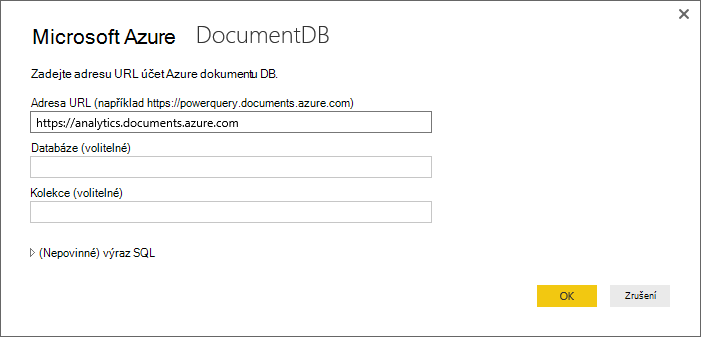 Microsoft Azure DocumentDB
Zadejte adresu URL účet Azure dokumentu DB.
Adresa URL (například https://powerquery.documents.azure.com)
https://analytics.documents.azure.com
Databáze (volitelné)
Kolekce (volitelné)
(Nepovinné) výraz SQL
OK Zrušení